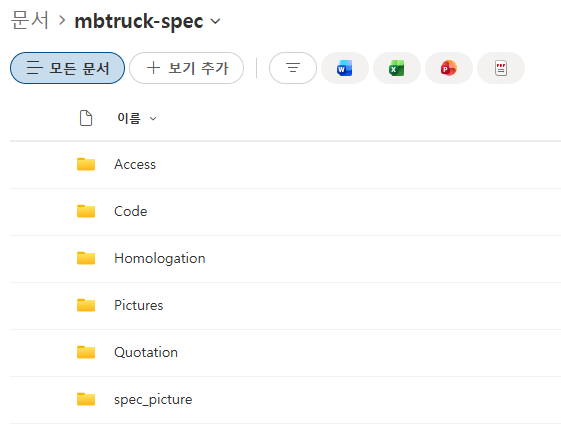 문서 > mbtruck-spec
모든 문서 + 보기 추가
이름
Access
Code
Homologation
Pictures
Quotation
spec_picture